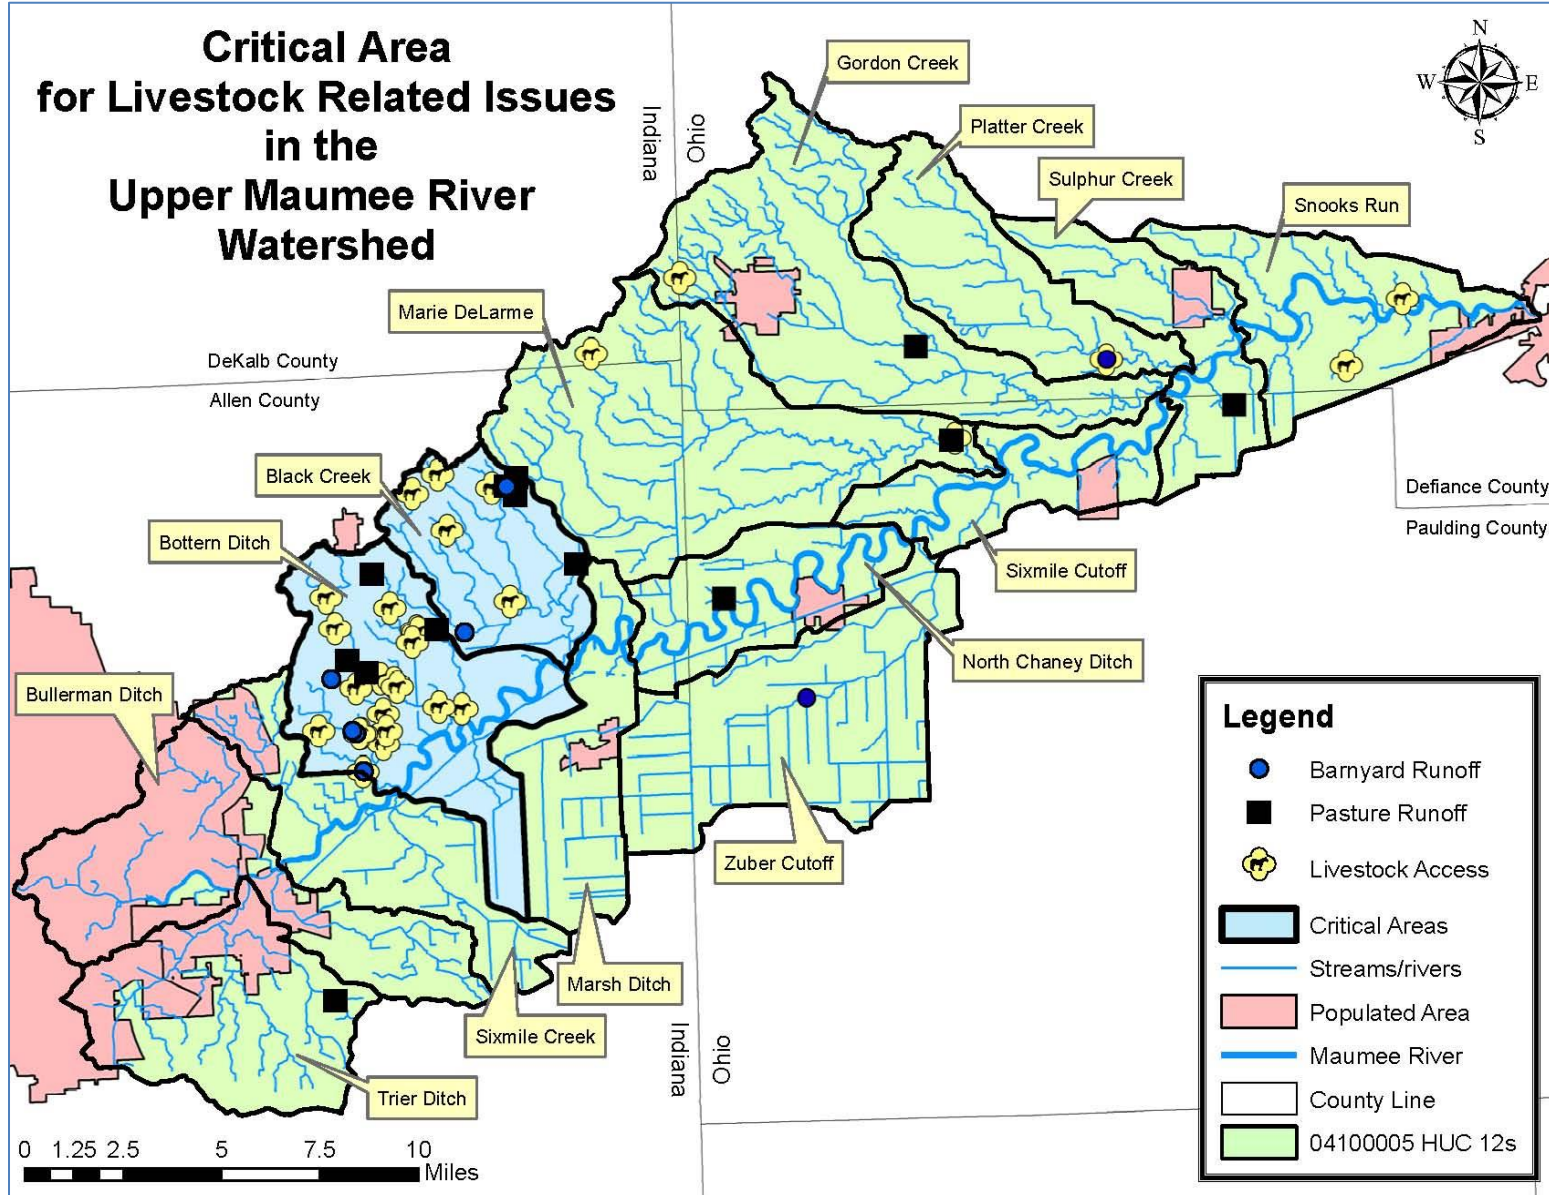 Critical Area
for Livestock Related Issues
in the
Upper Maumee River
Watershed
N
W
E
S
Gordon Creek
Platter Creek
Sulphur Creek
Snooks Run
Indiana
Ohio
Marie DeLarme
DeKalb County
Allen County
Black Creek
Bottern Ditch
Defiance County
Paulding County
Sixmile Cutoff
North Chaney Ditch
Bullerman Ditch
Zuber Cutoff
Marsh Ditch
Sixmile Creek
Trier Ditch
Indiana
Ohio
Legend
Barnyard Runoff
Pasture Runoff
Livestock Access
Critical Areas
Streams/rivers
Populated Area
Maumee River
County Line
04100005 HUC 12s
0 1.25 2.5 5 7.5 10
Miles